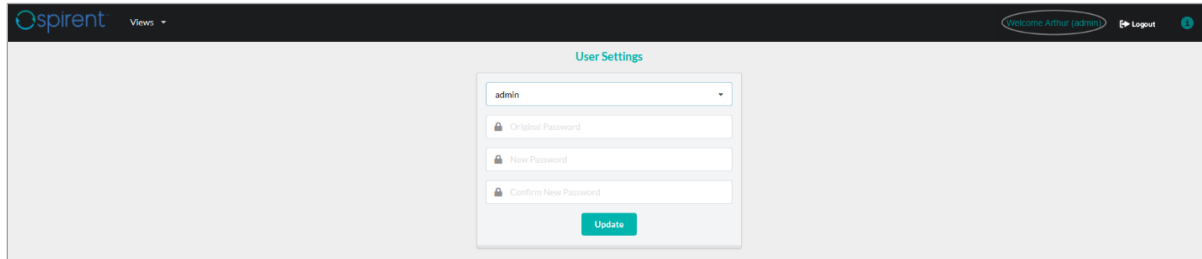 spirent Views Welcome Arthur (admin) Logout i
User Settings
admin
Original Password
New Password
Confirm New Password
Update